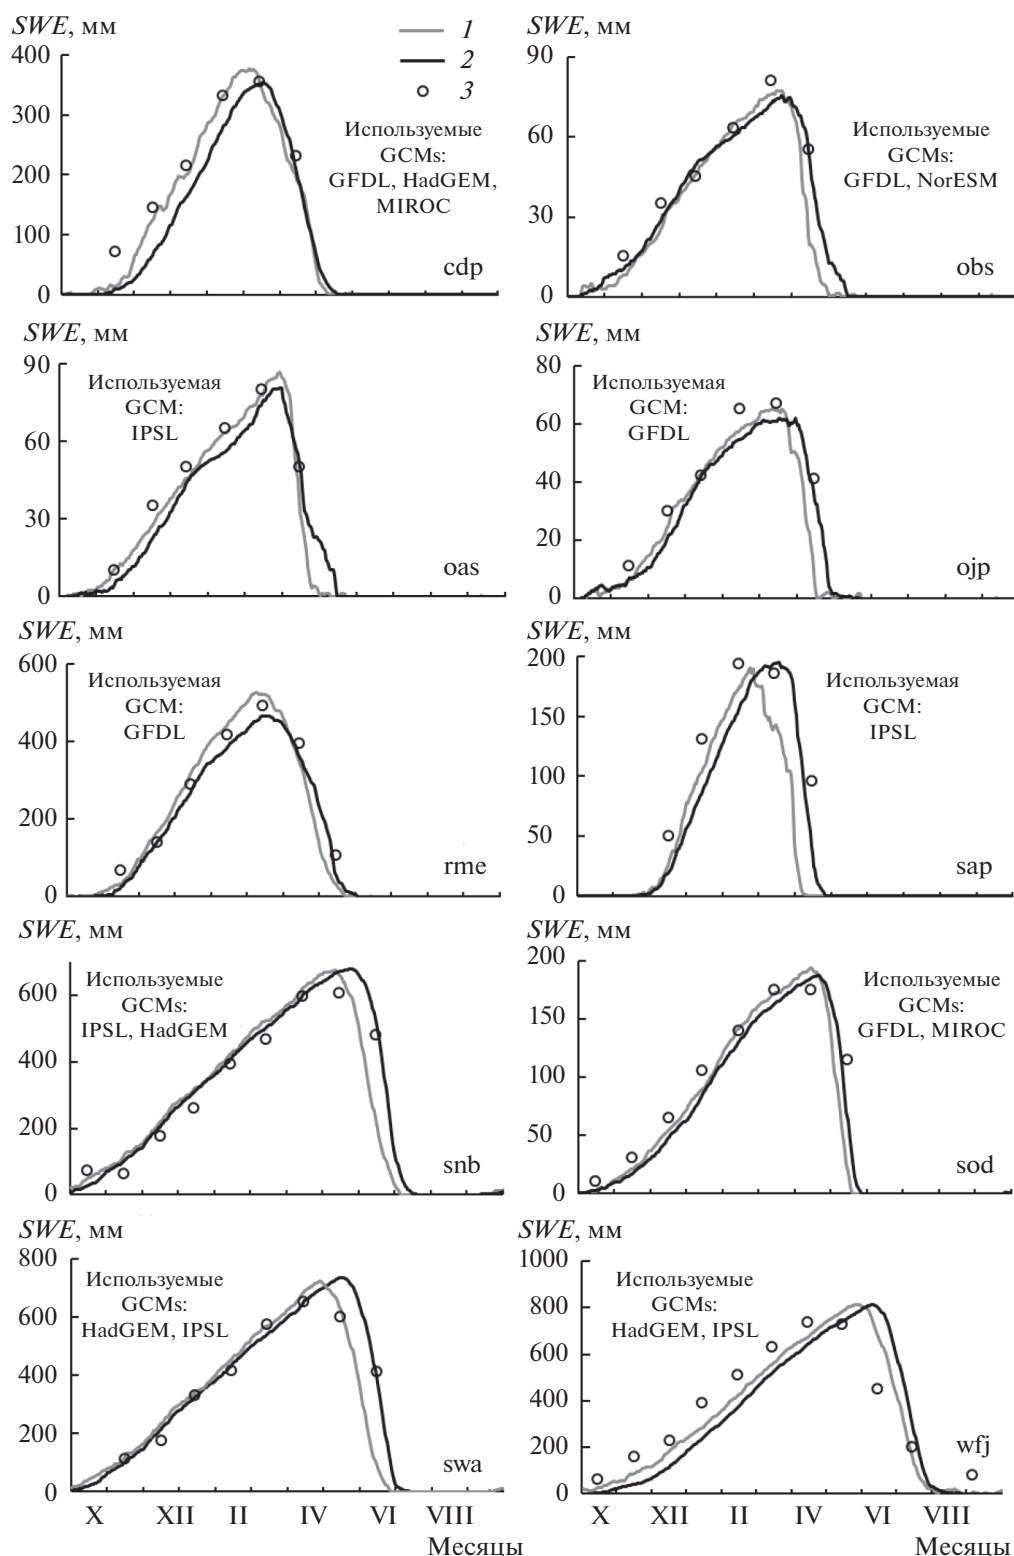 SWE, мм
400
300
200
100
0
1
2
3
Используемые
GCMs:
GFDL, HadGEM,
MIROC
cdp
SWE, мм
90
60
30
0
Используемые
GCMs:
GFDL, NorESM
obs
SWE, мм
90
60
30
0
Используемая
GCM:
IPSL
oas
SWE, мм
80
60
40
20
0
Используемая
GCM:
GFDL
ojp
SWE, мм
600
400
200
0
Используемая
GCM:
GFDL
rme
SWE, мм
200
150
100
50
0
Используемая
GCM:
IPSL
sap
SWE, мм
600
400
200
0
Используемые
GCMs:
IPSL, HadGEM
snb
SWE, мм
200
150
100
50
0
Используемые
GCMs:
GFDL, MIROC
sod
SWE, мм
800
600
400
200
0
Используемые
GCMs:
HadGEM, IPSL
swa
X XII II IV VI VIII
Месяцы
SWE, мм
1000
800
600
400
200
0
Используемые
GCMs:
HadGEM, IPSL
wfj
X XII II IV VI VIII
Месяцы